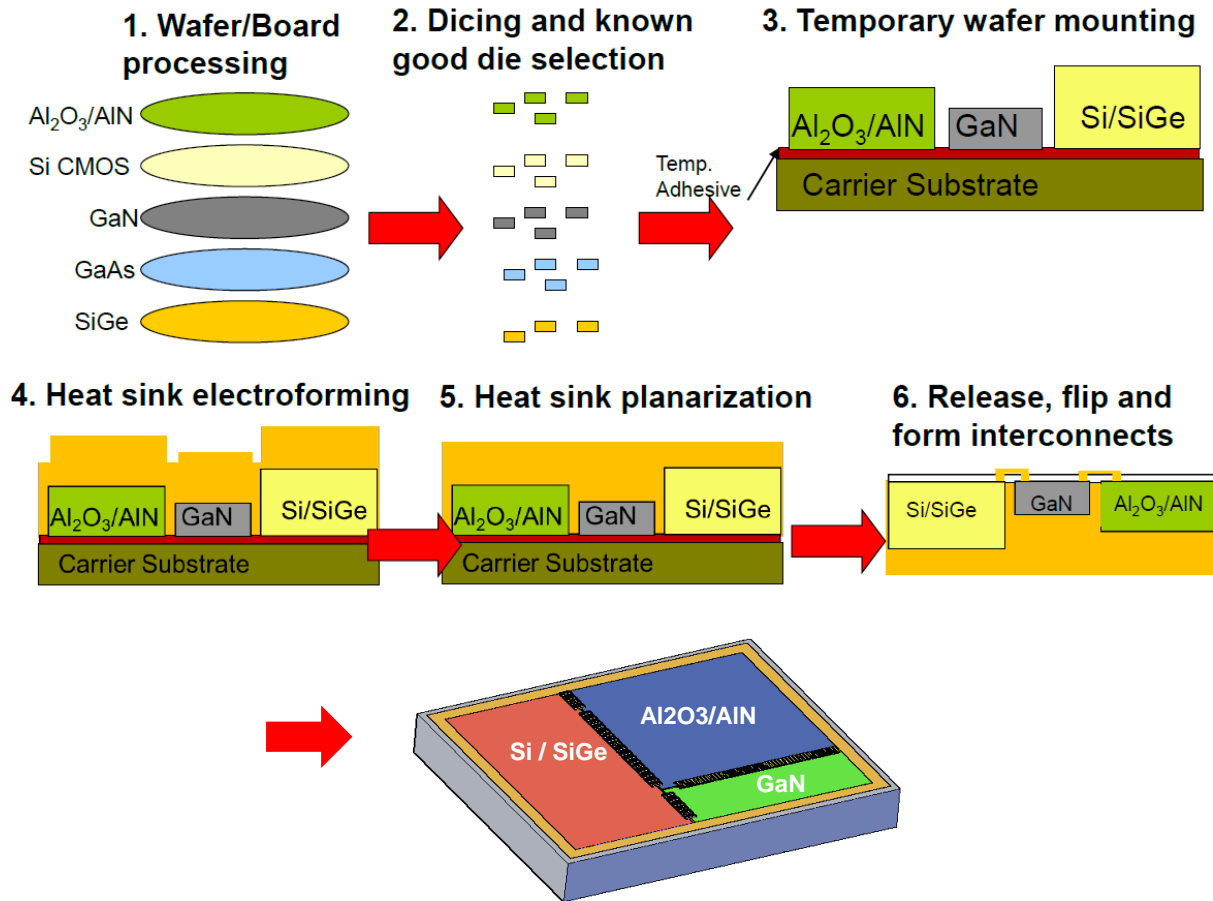 1. Wafer/Board
processing
Al₂O₃/AlN
Si CMOS
GaN
GaAs
SiGe
2. Dicing and known
good die selection
3. Temporary wafer mounting
Al₂O₃/AlN
GaN
Si/SiGe
Temp.
Adhesive
Carrier Substrate
4. Heat sink electroforming
Al₂O₃/AlN
GaN
Si/SiGe
Carrier Substrate
5. Heat sink planarization
Al₂O₃/AlN
GaN
Si/SiGe
Carrier Substrate
6. Release, flip and
form interconnects
Si/SiGe
GaN
Al₂O₃/AlN
Al2O3/AlN
Si / SiGe
GaN